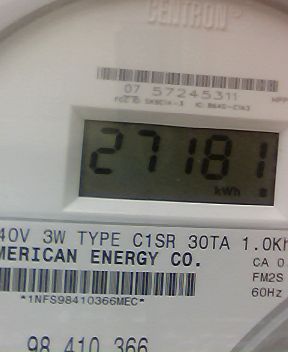 CENTRON®
07 57245311
27181
kWh
40V 3W TYPE C1SR 30TA 1.0Kh
MERICAN ENERGY CO.
CA 0
FM2S
60Hz
*1NFS98410366MEC*
98 410 366